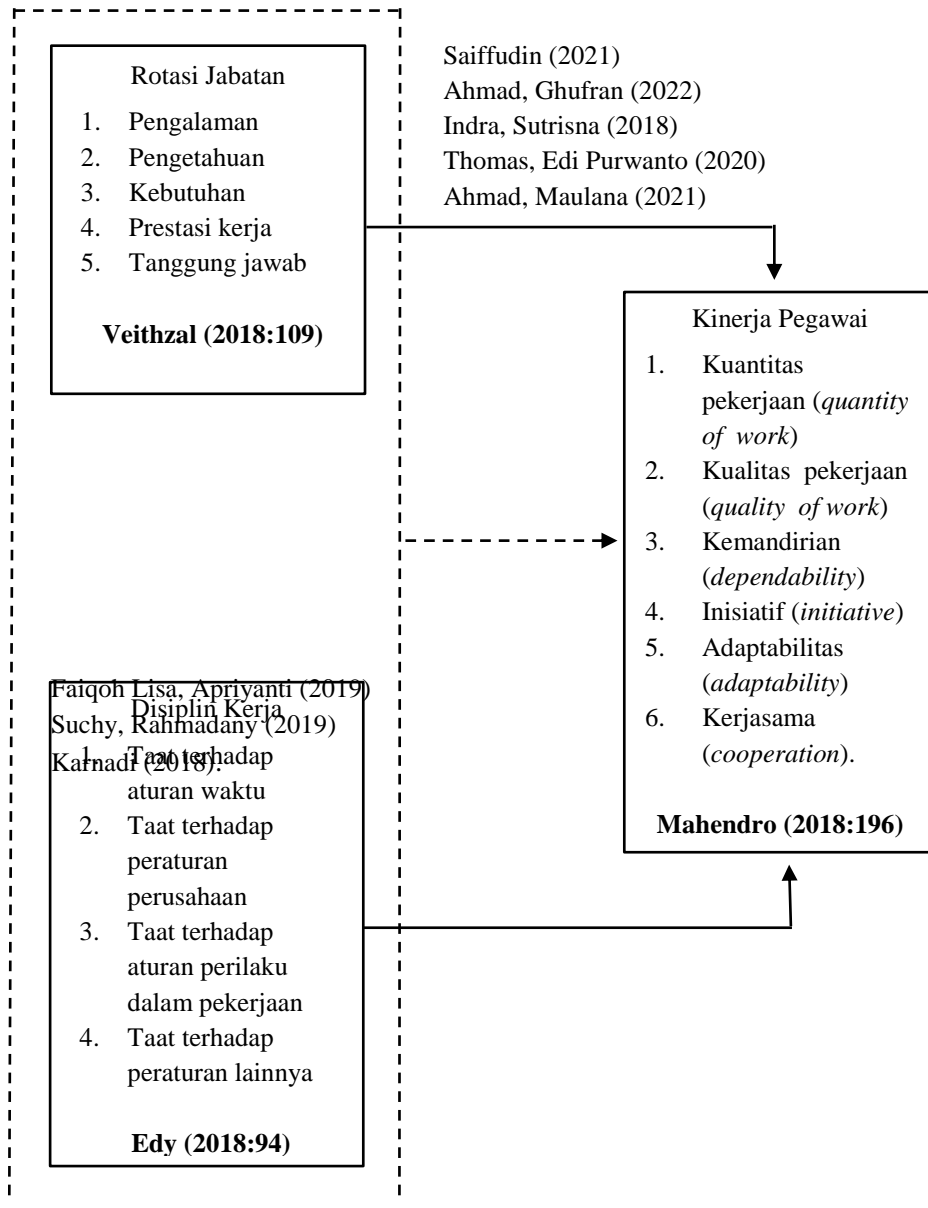 Rotasi Jabatan
1. Pengalaman
2. Pengetahuan
3. Kebutuhan
4. Prestasi kerja
5. Tanggung jawab
Veithzal (2018:109)
Saiffudin (2021)
Ahmad, Ghufran (2022)
Indra, Sutrisna (2018)
Thomas, Edi Purwanto (2020)
Ahmad, Maulana (2021)
Kinerja Pegawai
1. Kuantitas
pekerjaan (quantity
of work)
2. Kualitas pekerjaan
(quality of work)
3. Kemandirian
(dependability)
4. Inisiatif (initiative)
5. Adaptabilitas
(adaptability)
6. Kerjasama
(cooperation).
Mahendro (2018:196)
Faiqoh Lisa, Apriyanti (2019)
Suchy, Rahmadany (2019)
Karnadi (2018).
Disiplin Kerja
1. Taat terhadap
aturan waktu
2. Taat terhadap
peraturan
perusahaan
3. Taat terhadap
aturan perilaku
dalam pekerjaan
4. Taat terhadap
peraturan lainnya
Edy (2018:94)